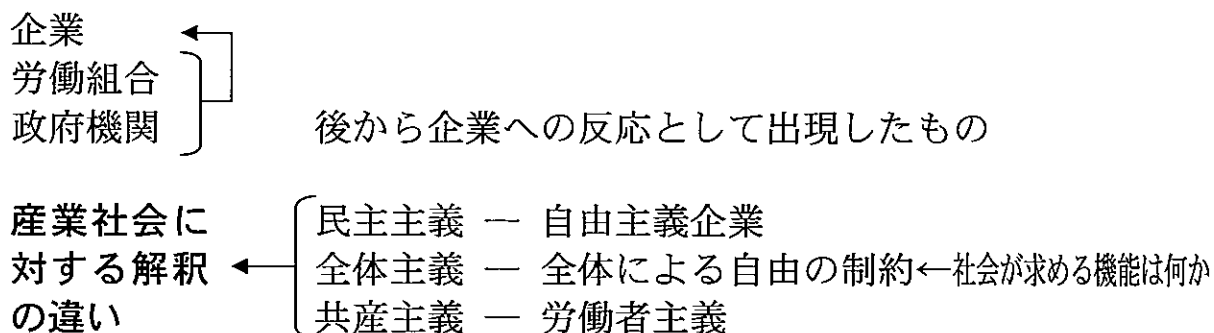 企業
労働組合
政府機関 後から企業への反応として出現したもの
産業社会に 民主主義 — 自由主義企業
対する解釈 ← 全体主義 — 全体による自由の制約←社会が求める機能は何か
の違い 共産主義 — 労働者主義